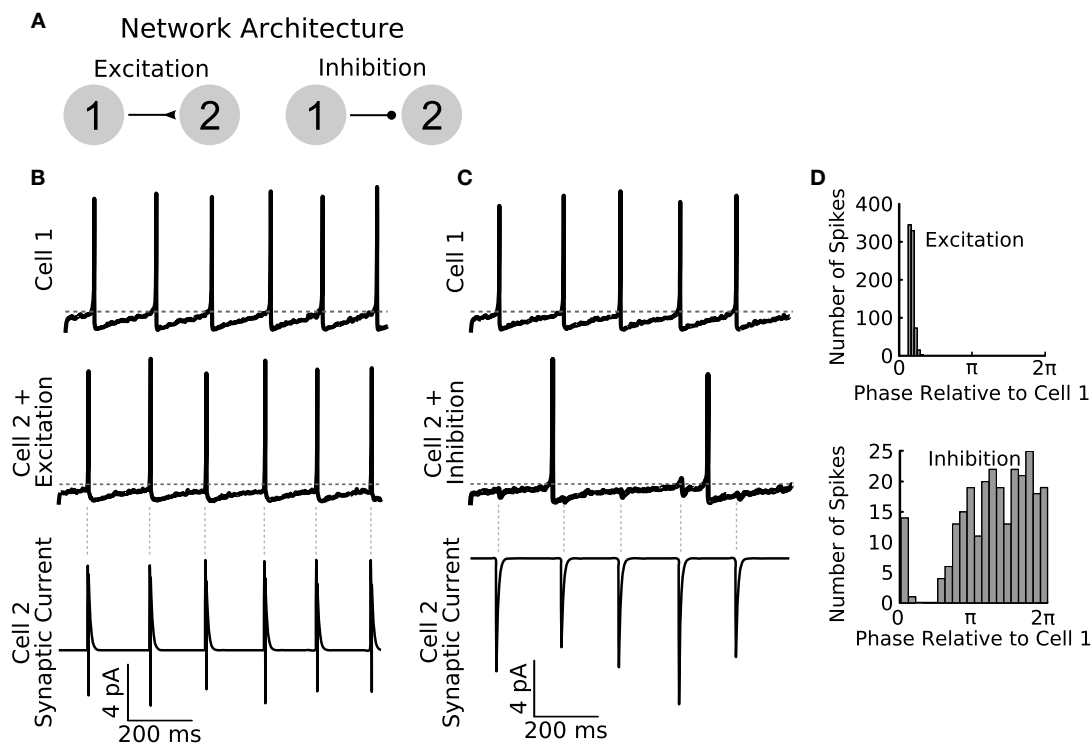 A
Network Architecture
Excitation
Inhibition
1
2
1
2
B
Cell 1
Cell 2 +
Excitation
Cell 2
Synaptic Current
4 pA
200 ms
C
Cell 1
Cell 2 +
Inhibition
Cell 2
Synaptic Current
4 pA
200 ms
D
Number of Spikes
400
300
200
100
0
Excitation
0
π
2π
Phase Relative to Cell 1
Number of Spikes
25
20
15
10
5
0
Inhibition
0
π
2π
Phase Relative to Cell 1